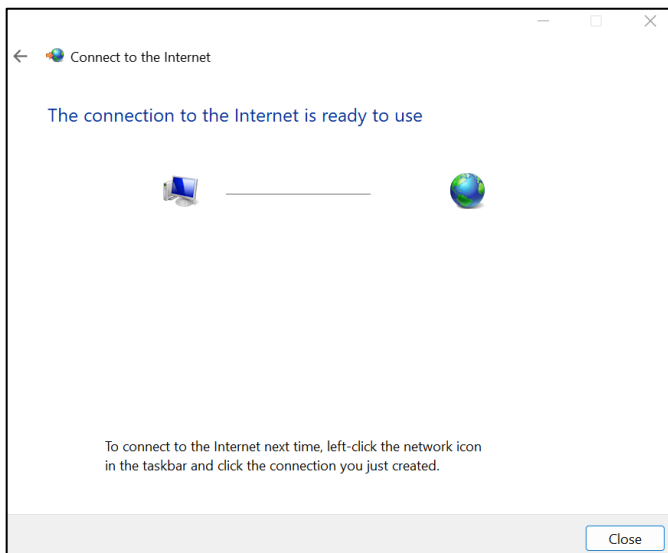 Connect to the Internet
The connection to the Internet is ready to use
To connect to the Internet next time, left-click the network icon
in the taskbar and click the connection you just created.
Close